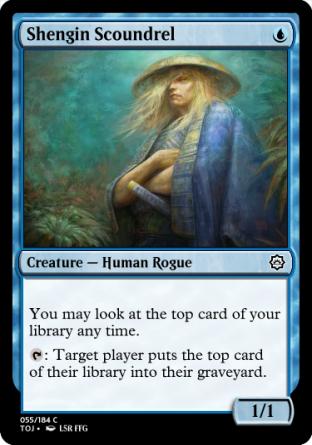 Shengin Scoundrel
Creature — Human Rogue
You may look at the top card of your
library any time.
: Target player puts the top card
of their library into their graveyard.
1/1
055/184 C
TOJ • LSR FFG